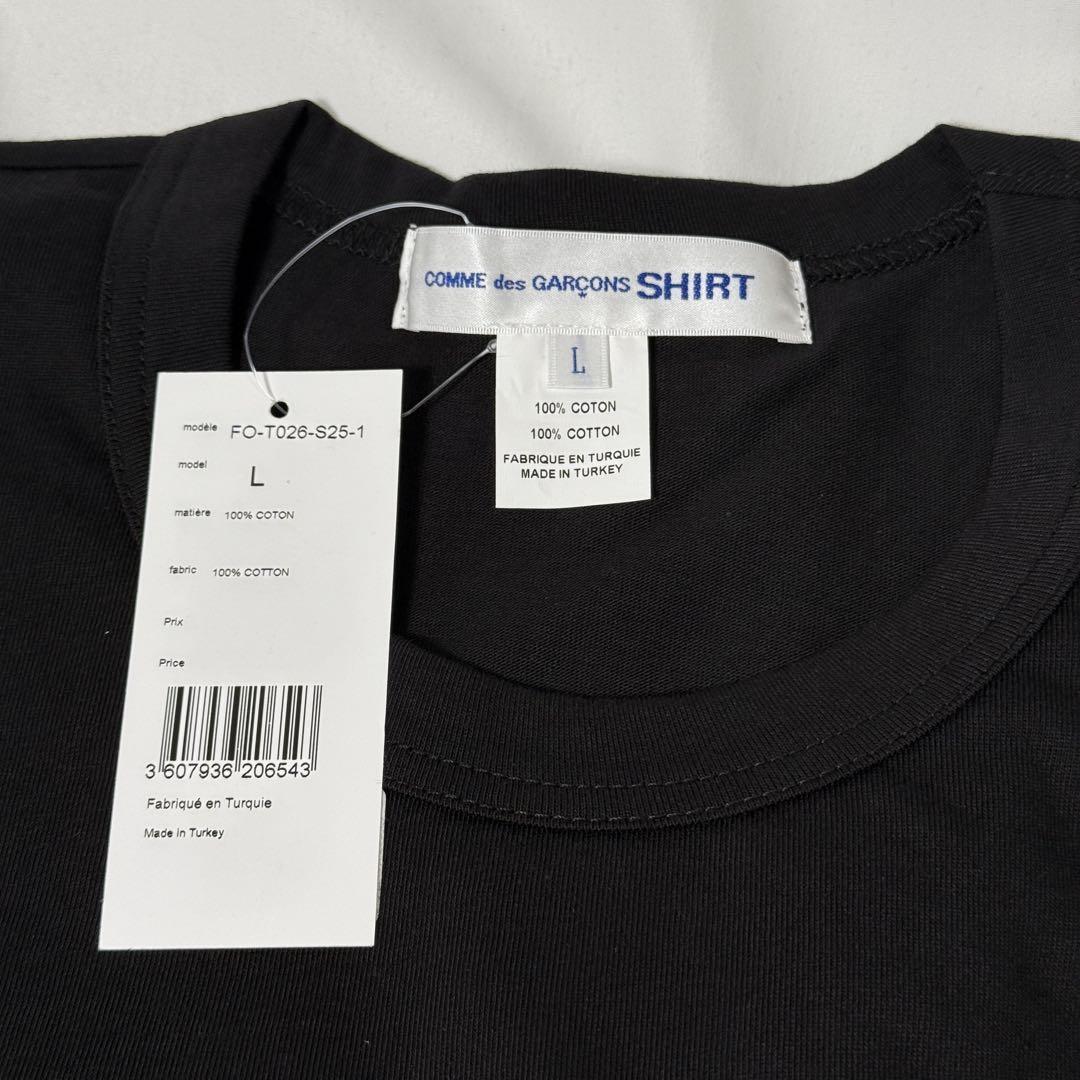 COMME des GARÇONS SHIRT
L
100% COTON
100% COTTON
FABRIQUE EN TURQUIE
MADE IN TURKEY
modèle FO-T026-S25-1
model L
matière 100% COTON
fabric 100% COTTON
Prix
Price
3 607936 206543
Fabriqué en Turquie
Made in Turkey